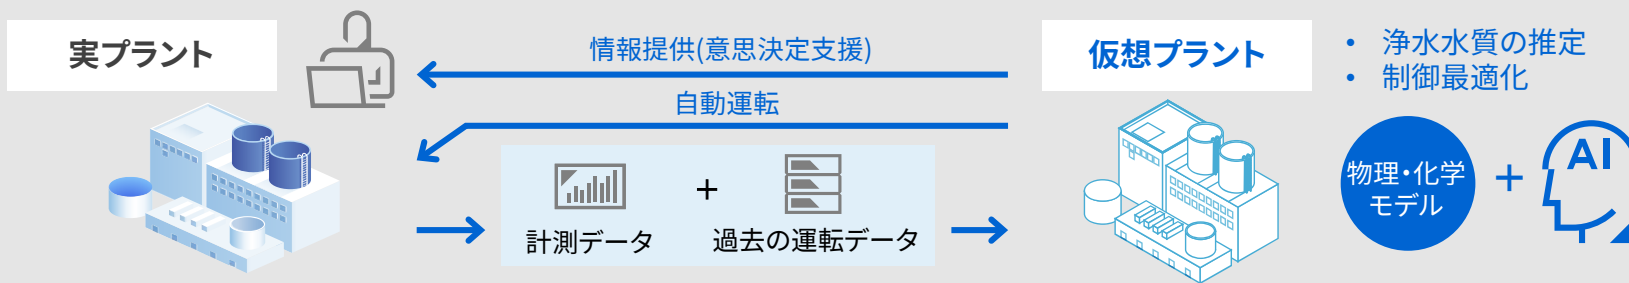 実プラント
情報提供(意思決定支援)
自動運転
+
計測データ
過去の運転データ
仮想プラント
• 浄水水質の推定
• 制御最適化
物理・化学
モデル
+
AI